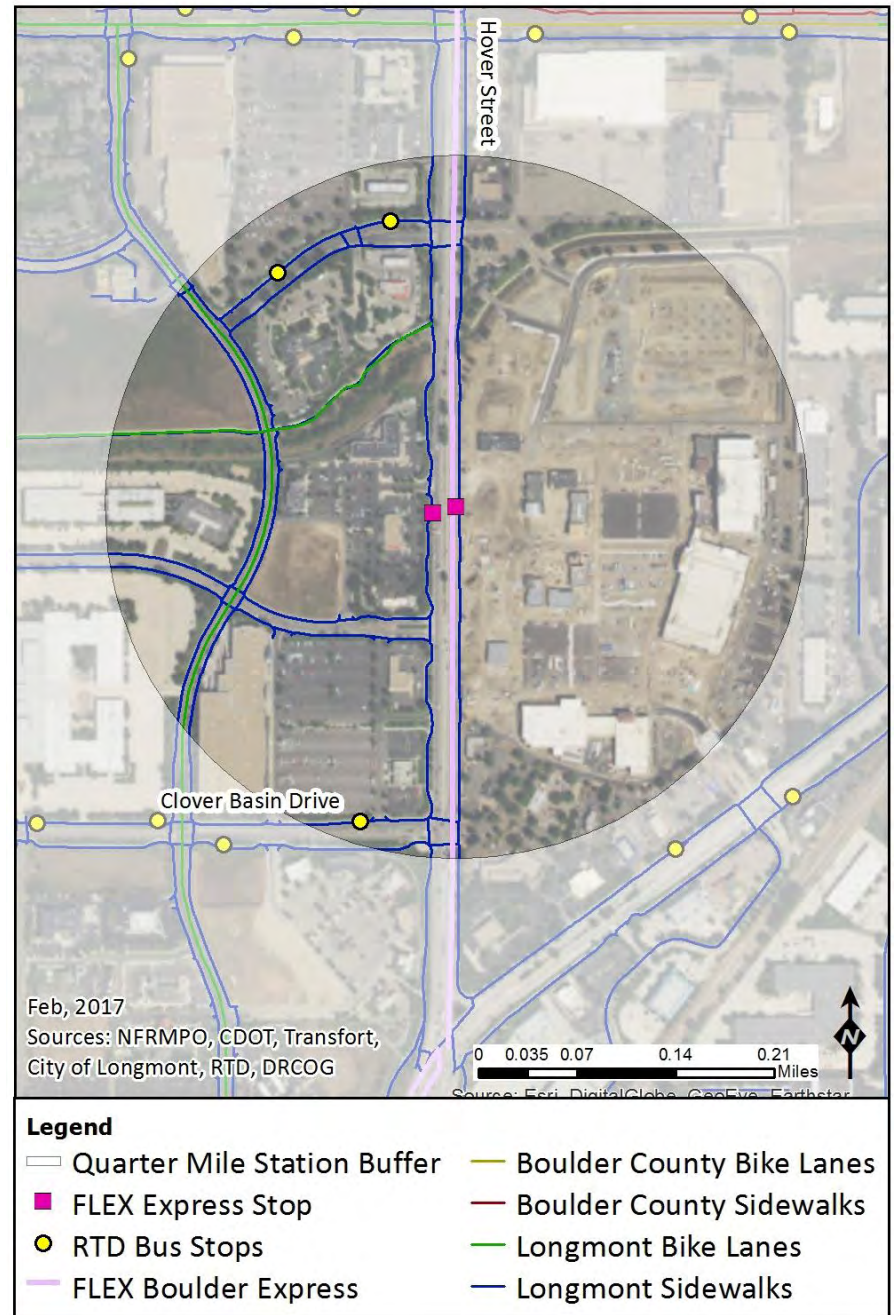 Hover Street
Clover Basin Drive
Feb, 2017
Sources: NFRMPO, CDOT, Transfort,
City of Longmont, RTD, DRCOG
0 0.035 0.07 0.14 0.21
Miles
N
Source: Esri, DigitalGlobe, GeoEye, Earthstar
Legend
Quarter Mile Station Buffer
FLEX Express Stop
RTD Bus Stops
FLEX Boulder Express
Boulder County Bike Lanes
Boulder County Sidewalks
Longmont Bike Lanes
Longmont Sidewalks